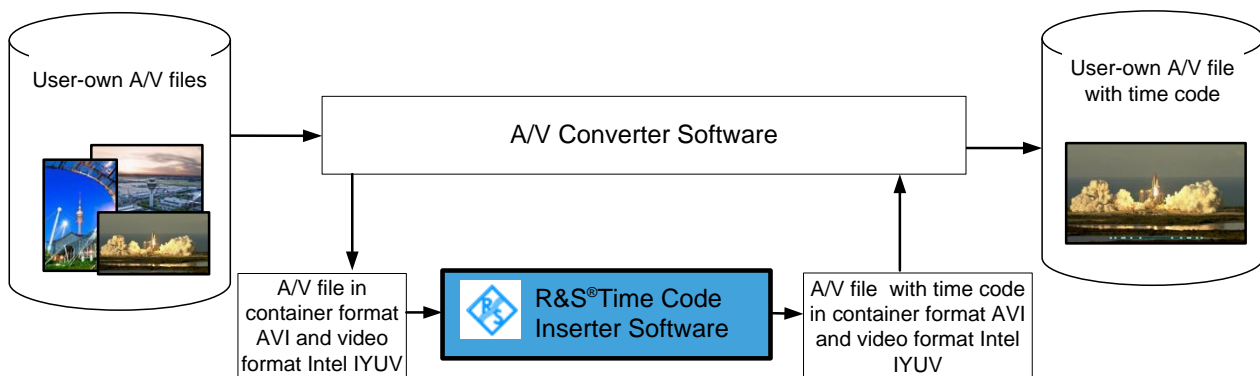 User-own A/V files
User-own A/V file
with time code
A/V Converter Software
A/V file in
container format
AVI and video
format Intel IYUV
R&S
R&S®Time Code
Inserter Software
A/V file with time code
in container format AVI
and video format Intel
IYUV